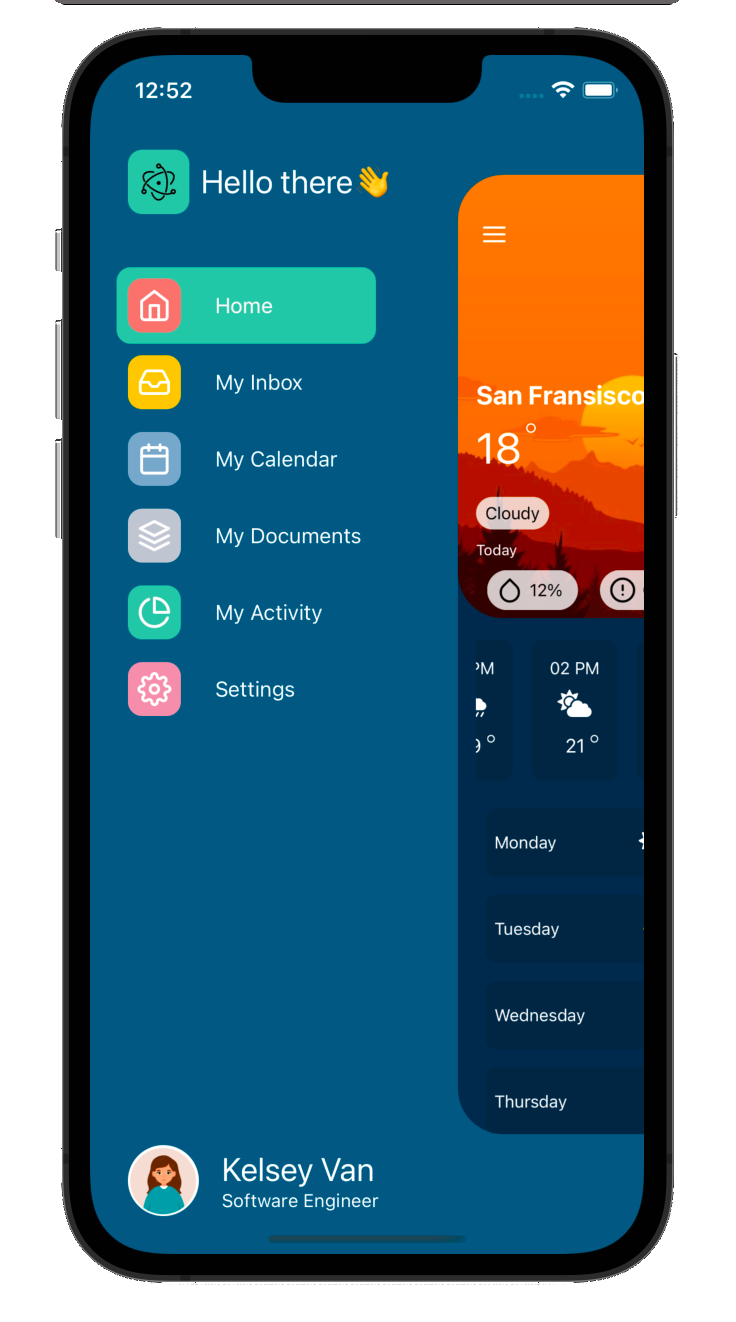 12:52
Hello there👋
Home
My Inbox
My Calendar
My Documents
My Activity
Settings
San Fransisco
18°
Cloudy
Today
12%
PM
02 PM
9°
21°
Monday
Tuesday
Wednesday
Thursday
Kelsey Van
Software Engineer